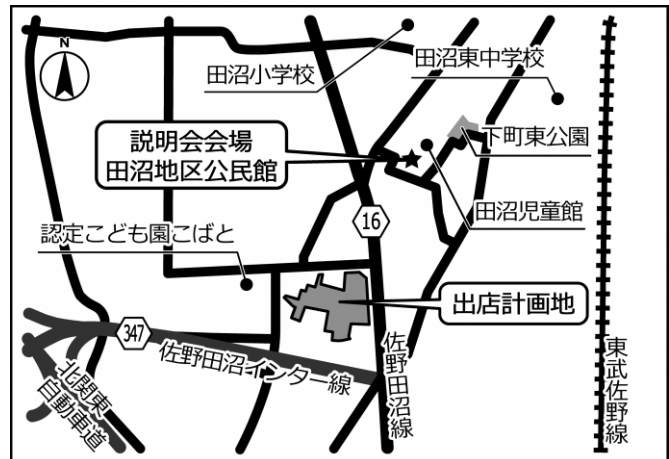 N
田沼小学校
田沼東中学校
説明会会場
田沼地区公民館
下町東公園
16
田沼児童館
認定こども園こばと
出店計画地
347
佐野田沼インター線
佐野田沼線
東武佐野線
北関東
自動車道